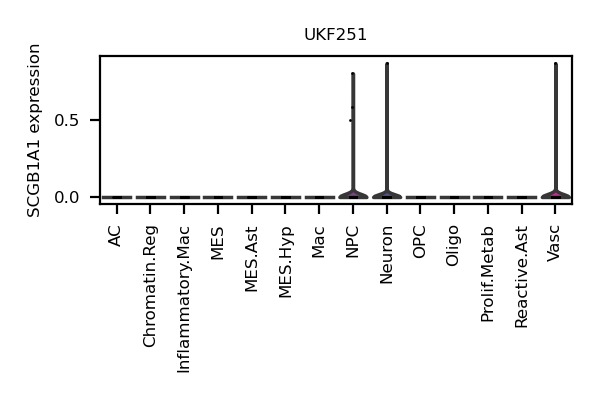 UKF251
SCGB1A1 expression
0.5
0.0
AC
Chromatin.Reg
Inflammatory.Mac
MES
MES.Ast
MES.Hyp
Mac
NPC
Neuron
OPC
Oligo
Prolif.Metab
Reactive.Ast
Vasc